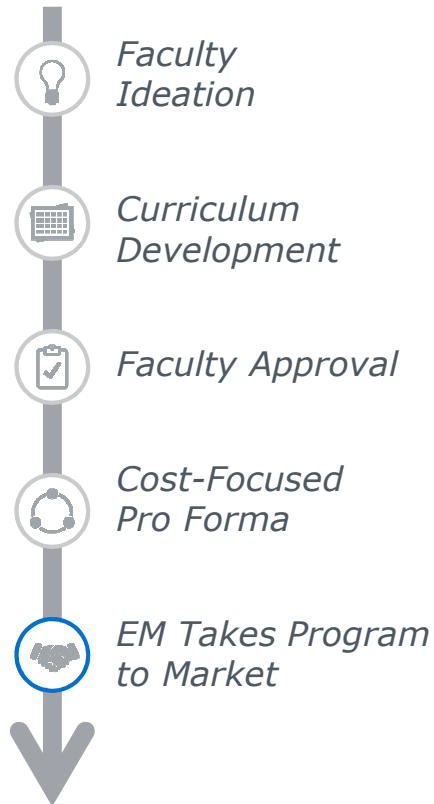 Faculty
Ideation
Curriculum
Development
Faculty Approval
Cost-Focused
Pro Forma
EM Takes Program
to Market